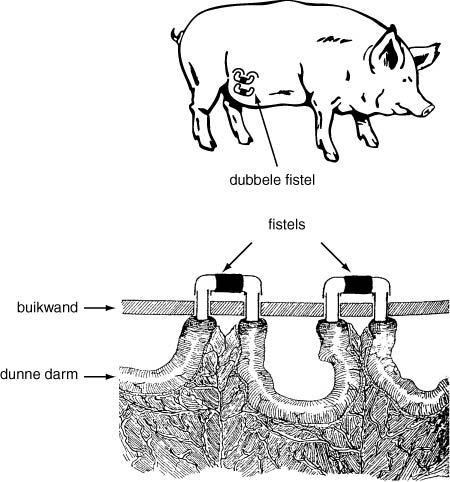 dubbele fistel
fistels
buikwand
dunne darm